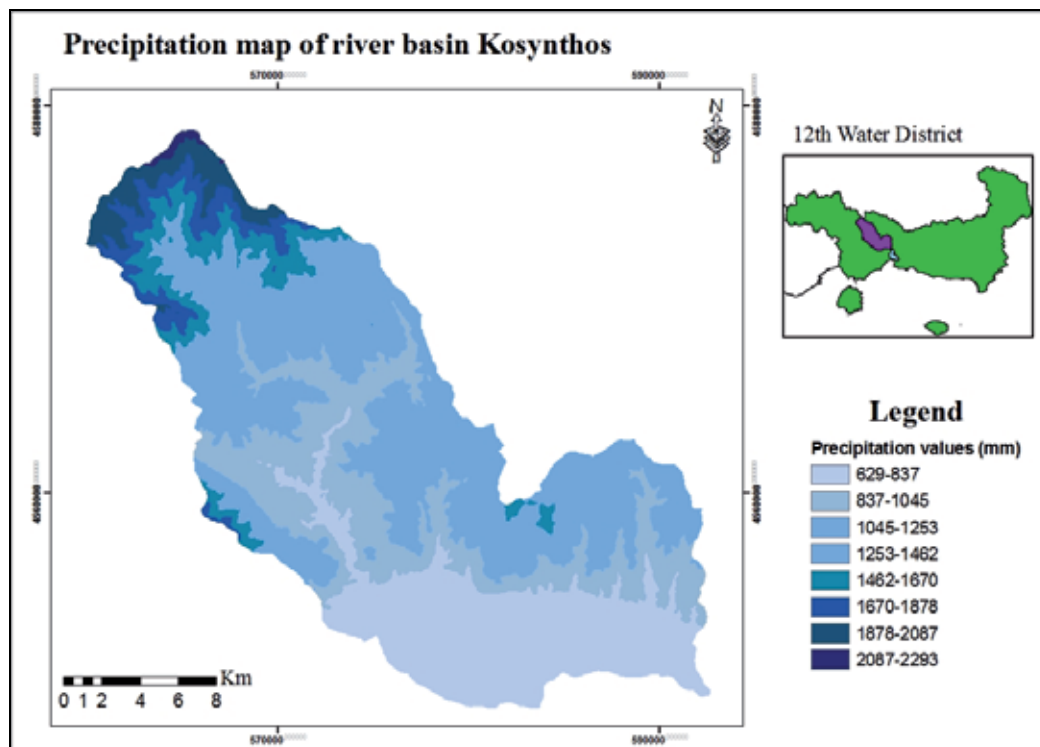 Precipitation map of river basin Kosynthos
570000
590000
4580000
4580000
N
12th Water District
Legend
Precipitation values (mm)
629-837
837-1045
1045-1253
1253-1462
1462-1670
1670-1878
1878-2087
2087-2293
4560000
4560000
Km
0 1 2 4 6 8
570000
590000